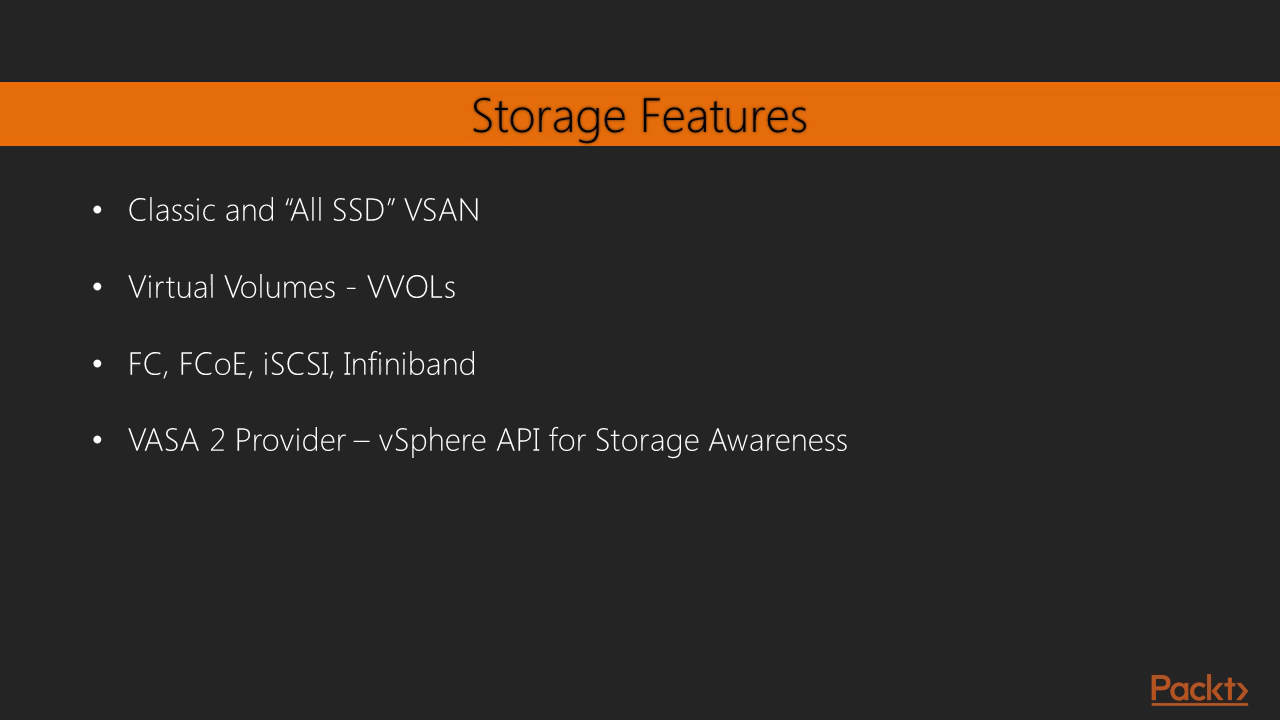 Storage Features
• Classic and “All SSD” VSAN
• Virtual Volumes - VVOLs
• FC, FCoE, iSCSI, Infiniband
• VASA 2 Provider – vSphere API for Storage Awareness
Packt›